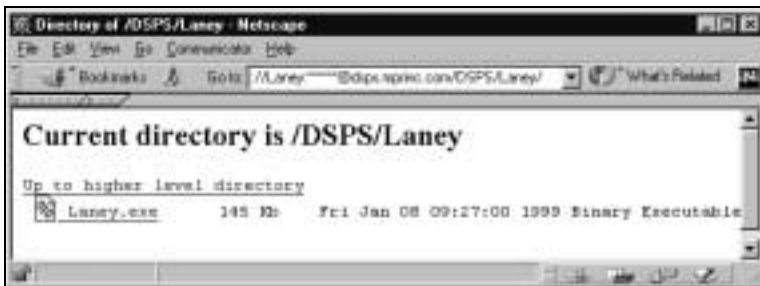 Directory of /DSPS/Laney - Netscape
File Edit View Go Communicator Help
Bookmarks Go to: //Laney:*****@dsps.mprinc.com/DSPS/Laney/ What's Related
Current directory is /DSPS/Laney
Up to higher level directory
Laney.exe 145 Kb Fri Jan 08 09:27:00 1999 Binary Executable